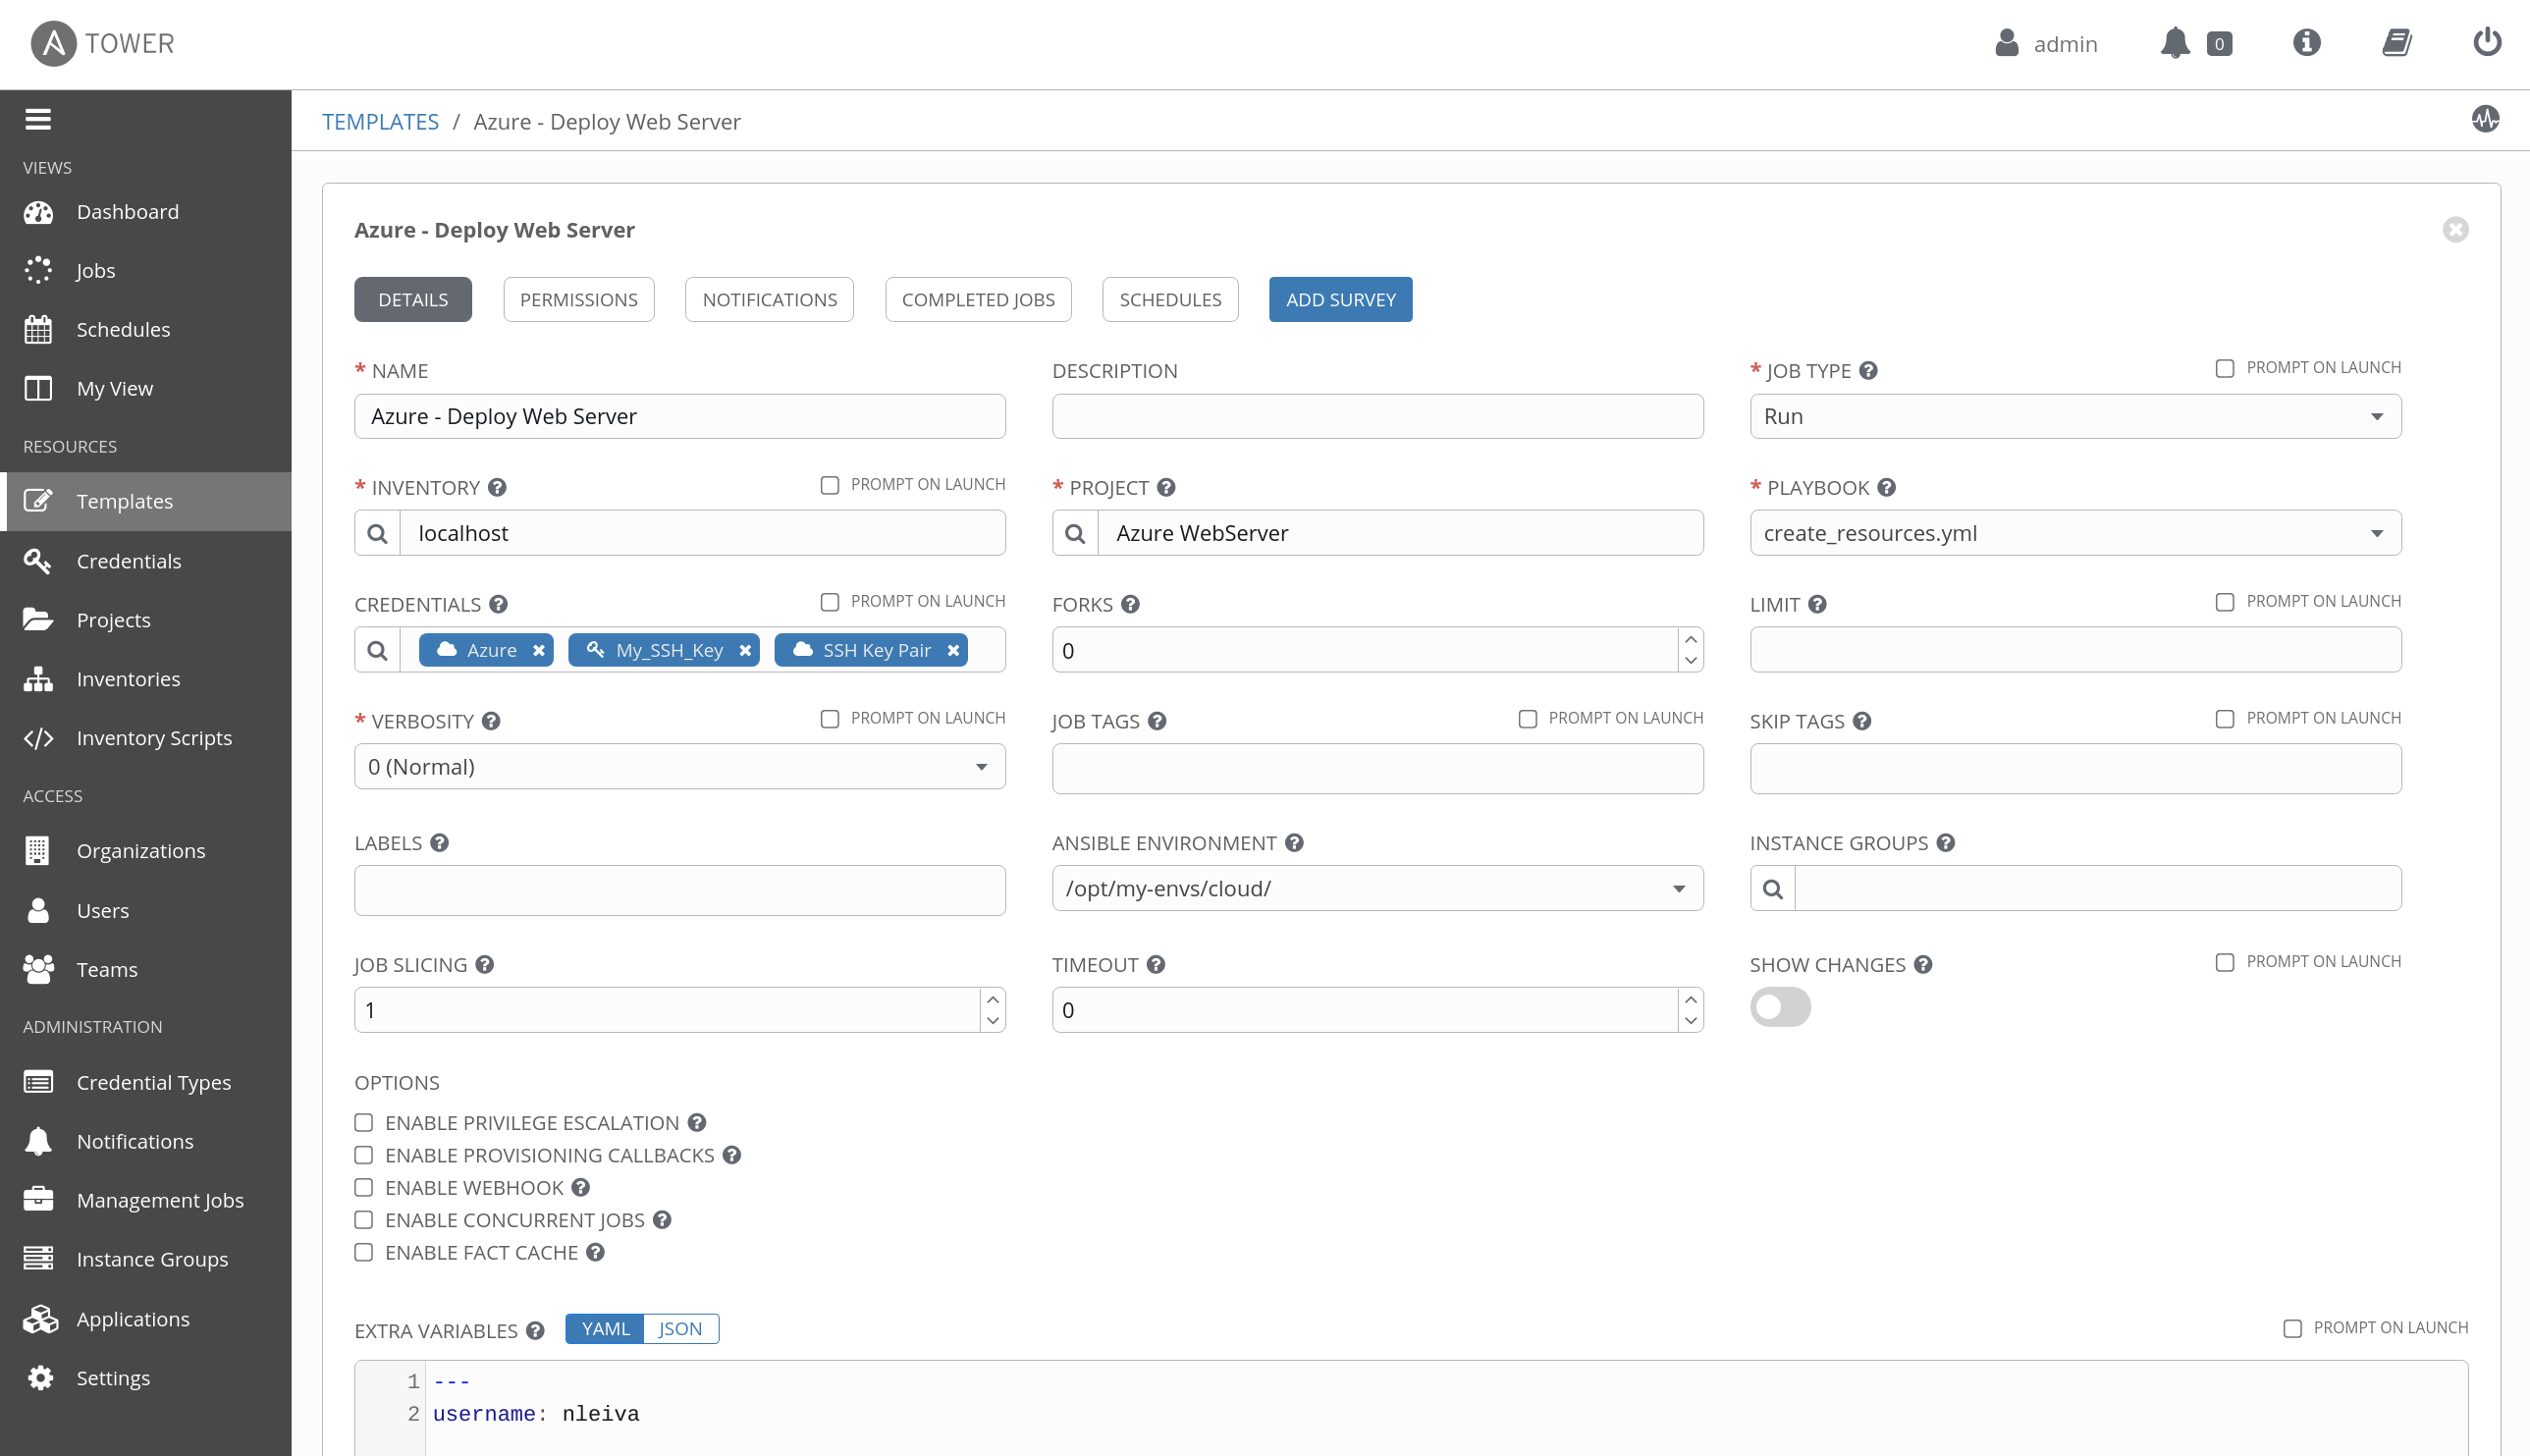 TOWER
admin
0
VIEWS
Dashboard
Jobs
Schedules
My View
RESOURCES
Templates
Credentials
Projects
Inventories
Inventory Scripts
ACCESS
Organizations
Users
Teams
ADMINISTRATION
Credential Types
Notifications
Management Jobs
Instance Groups
Applications
Settings
TEMPLATES / Azure - Deploy Web Server
Azure - Deploy Web Server
DETAILS PERMISSIONS NOTIFICATIONS COMPLETED JOBS SCHEDULES ADD SURVEY
* NAME
Azure - Deploy Web Server
DESCRIPTION
* JOB TYPE ? PROMPT ON LAUNCH
Run
* INVENTORY ? PROMPT ON LAUNCH
localhost
* PROJECT ?
Azure WebServer
* PLAYBOOK ?
create_resources.yml
CREDENTIALS ? PROMPT ON LAUNCH
Azure My_SSH_Key SSH Key Pair
FORKS ?
0
LIMIT ? PROMPT ON LAUNCH
* VERBOSITY ? PROMPT ON LAUNCH
0 (Normal)
JOB TAGS ? PROMPT ON LAUNCH
SKIP TAGS ? PROMPT ON LAUNCH
LABELS ?
ANSIBLE ENVIRONMENT ?
/opt/my-envs/cloud/
INSTANCE GROUPS ?
JOB SLICING ?
1
TIMEOUT ?
0
SHOW CHANGES ? PROMPT ON LAUNCH
OPTIONS
ENABLE PRIVILEGE ESCALATION ?
ENABLE PROVISIONING CALLBACKS ?
ENABLE WEBHOOK ?
ENABLE CONCURRENT JOBS ?
ENABLE FACT CACHE ?
EXTRA VARIABLES ? YAML JSON PROMPT ON LAUNCH
1 ---
2 username: nleiva